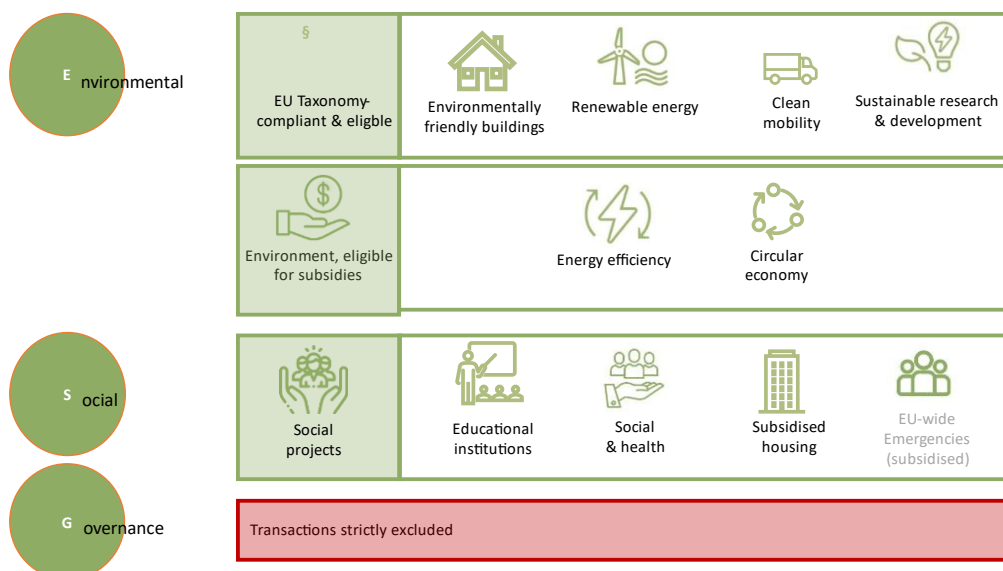 E nvironmental
§
EU Taxonomy-
compliant & eligble
Environmentally
friendly buildings
Renewable energy
Clean
mobility
Sustainable research
& development
$
Environment, eligible
for subsidies
Energy efficiency
Circular
economy
S ocial
Social
projects
Educational
institutions
Social
& health
Subsidised
housing
EU-wide
Emergencies
(subsidised)
G overnance
Transactions strictly excluded